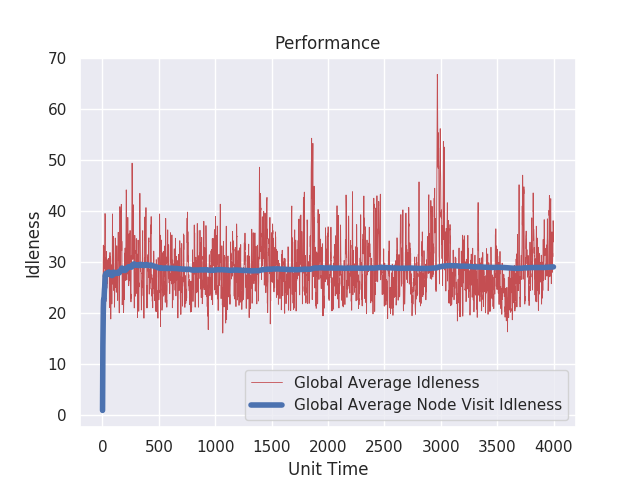 Performance
70
60
50
40
30
20
10
0
Idleness
0 500 1000 1500 2000 2500 3000 3500 4000
Unit Time
Global Average Idleness
Global Average Node Visit Idleness